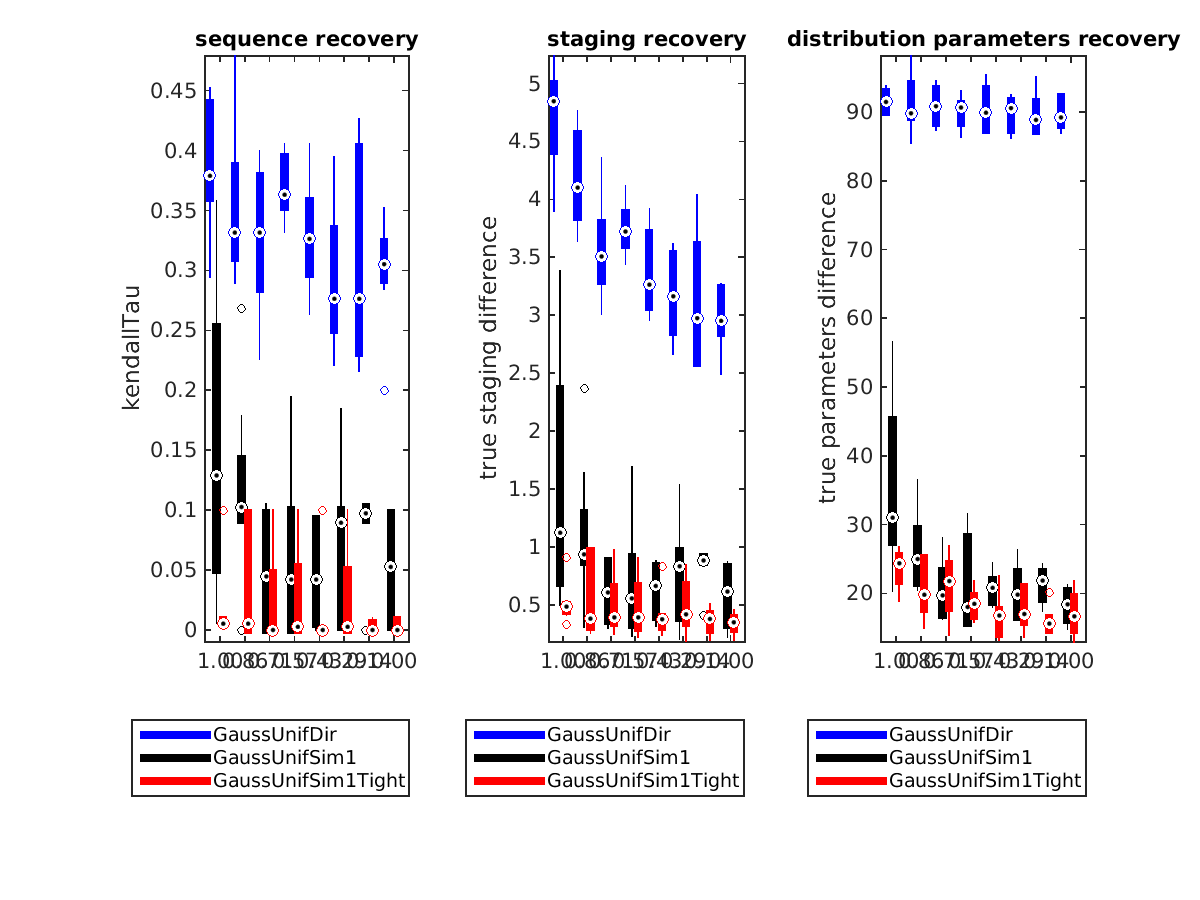 sequence recovery
kendallTau
0.45
0.4
0.35
0.3
0.25
0.2
0.15
0.1
0.05
0
GaussUnifDir
GaussUnifSim1
GaussUnifSim1Tight
staging recovery
true staging difference
5
4.5
4
3.5
3
2.5
2
1.5
1
0.5
GaussUnifDir
GaussUnifSim1
GaussUnifSim1Tight
distribution parameters recovery
true parameters difference
90
80
70
60
50
40
30
20
GaussUnifDir
GaussUnifSim1
GaussUnifSim1Tight